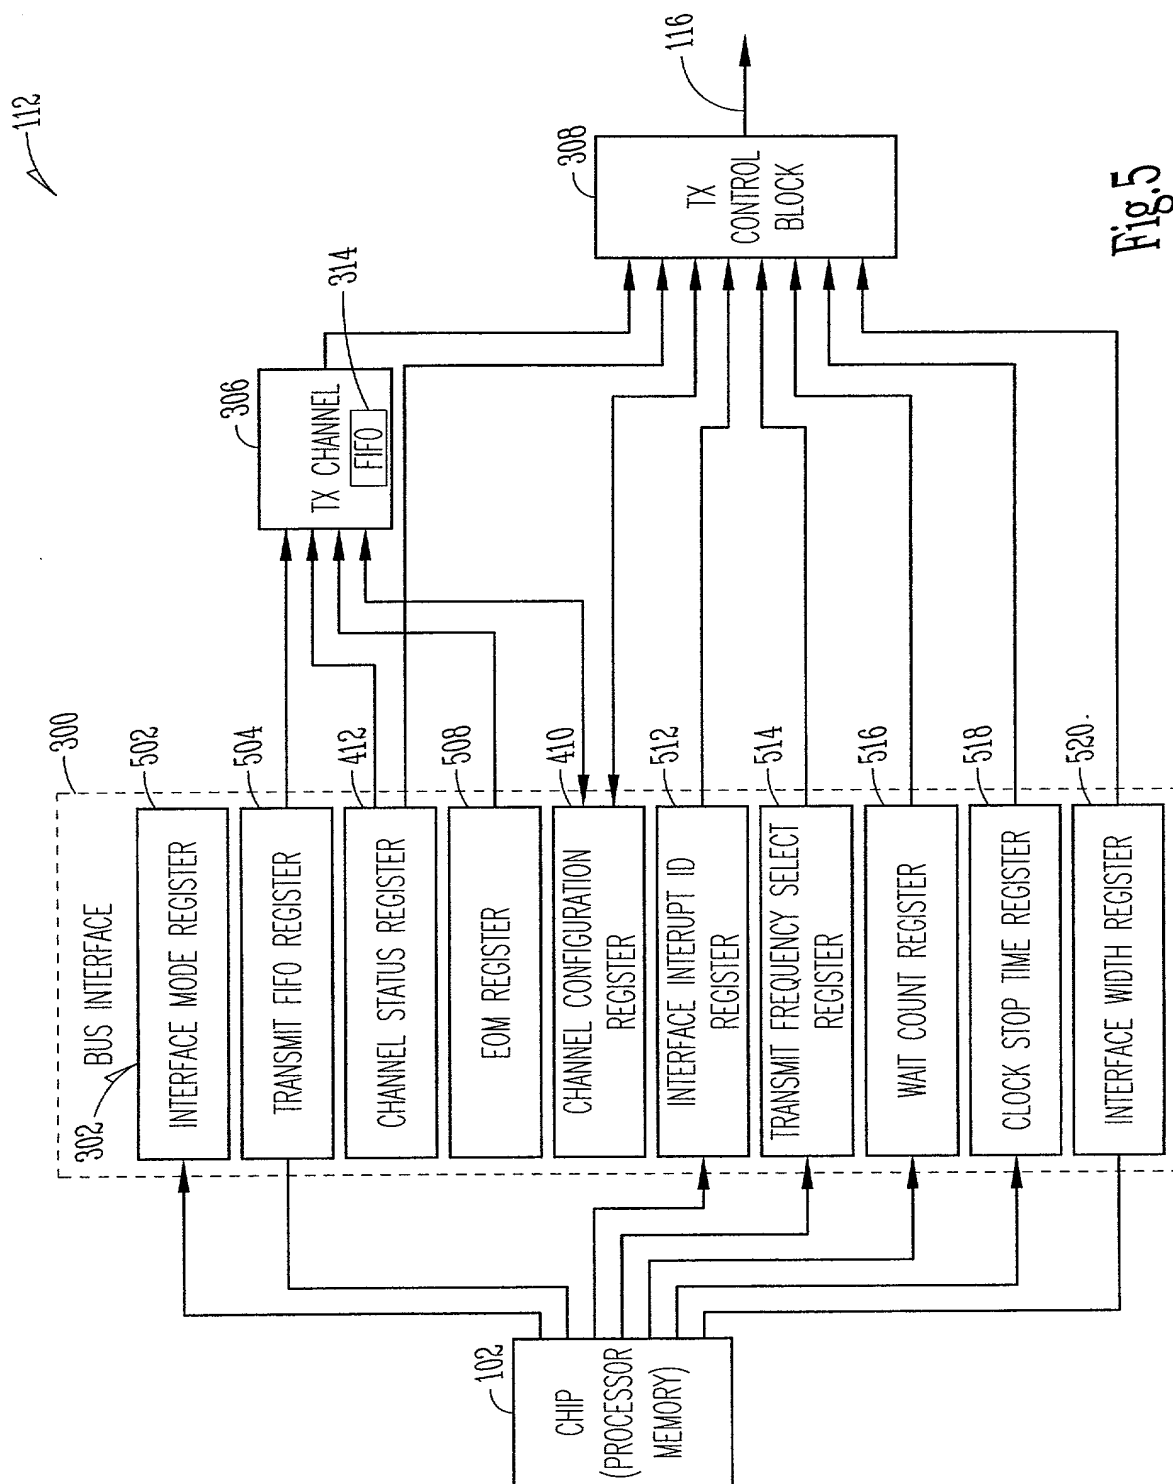 112
300
302
BUS INTERFACE
502
INTERFACE MODE REGISTER
504
TRANSMIT FIFO REGISTER
412
CHANNEL STATUS REGISTER
508
EOM REGISTER
410
CHANNEL CONFIGURATION
REGISTER
512
INTERFACE INTERUPT ID
REGISTER
514
TRANSMIT FREQUENCY SELECT
REGISTER
516
WAIT COUNT REGISTER
518
CLOCK STOP TIME REGISTER
520
INTERFACE WIDTH REGISTER
102
CHIP
(PROCESSOR
MEMORY)
306
TX CHANNEL
314
FIFO
308
TX
CONTROL
BLOCK
116
Fig.5